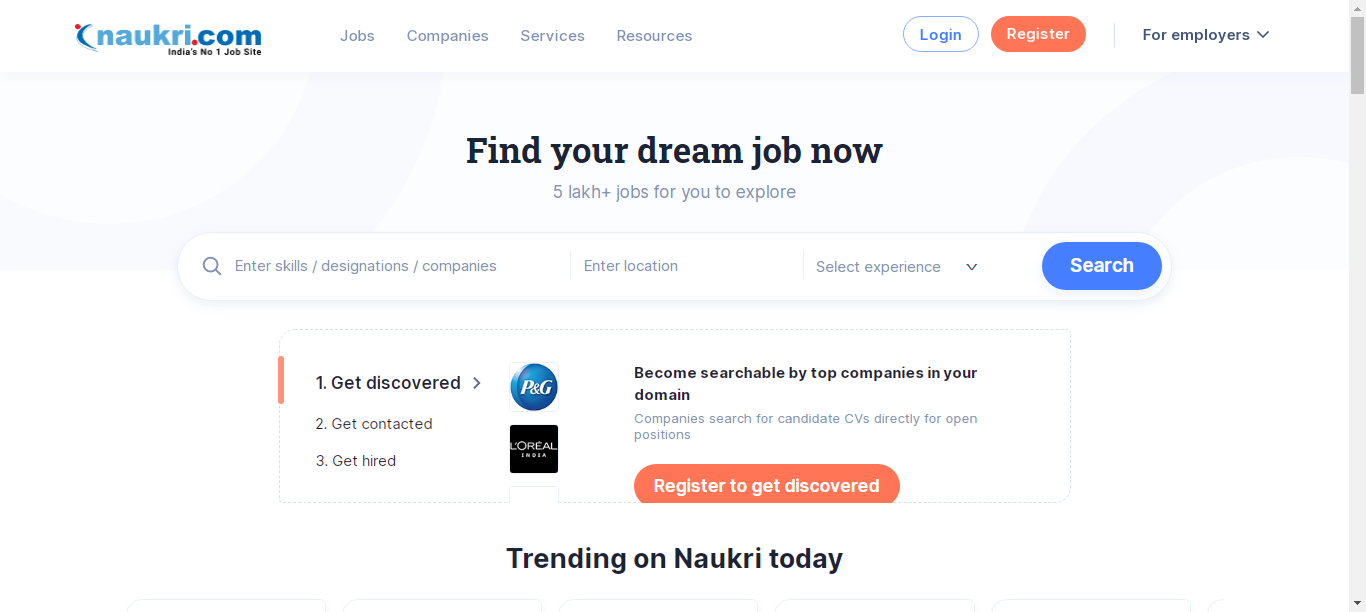 naukri.com
India's No 1 Job Site
Jobs Companies Services Resources
Login Register For employers
Find your dream job now
5 lakh+ jobs for you to explore
Enter skills / designations / companies Enter location Select experience Search
1. Get discovered
2. Get contacted
3. Get hired
P&G
L'ORÉAL
INDIA
Become searchable by top companies in your
domain
Companies search for candidate CVs directly for open
positions
Register to get discovered
Trending on Naukri today